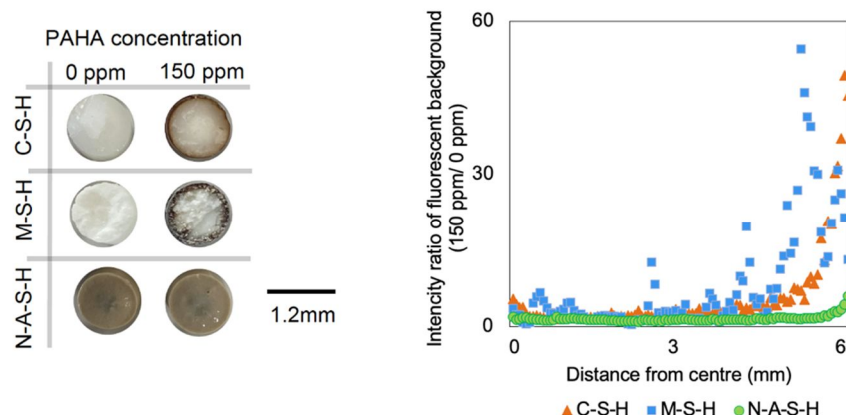 PAHA concentration
0 ppm 150 ppm
C-S-H
M-S-H
N-A-S-H
1.2mm
Intencity ratio of fluorescent background
(150 ppm/ 0 ppm)
60
30
0
0 3 6
Distance from centre (mm)
C-S-H M-S-H N-A-S-H